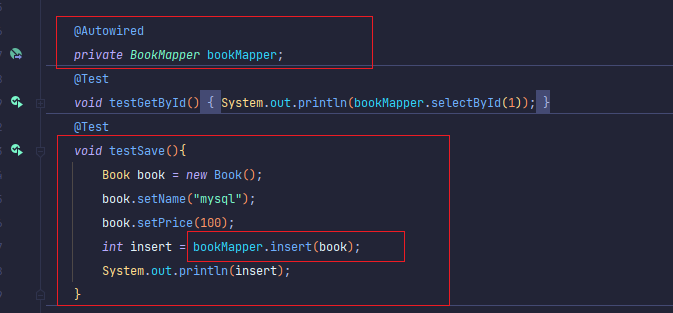 @Autowired
private BookMapper bookMapper;
@Test
void testGetById() { System.out.println(bookMapper.selectById(1)); }
@Test
void testSave(){
Book book = new Book();
book.setName("mysql");
book.setPrice(100);
int insert = bookMapper.insert(book);
System.out.println(insert);
}